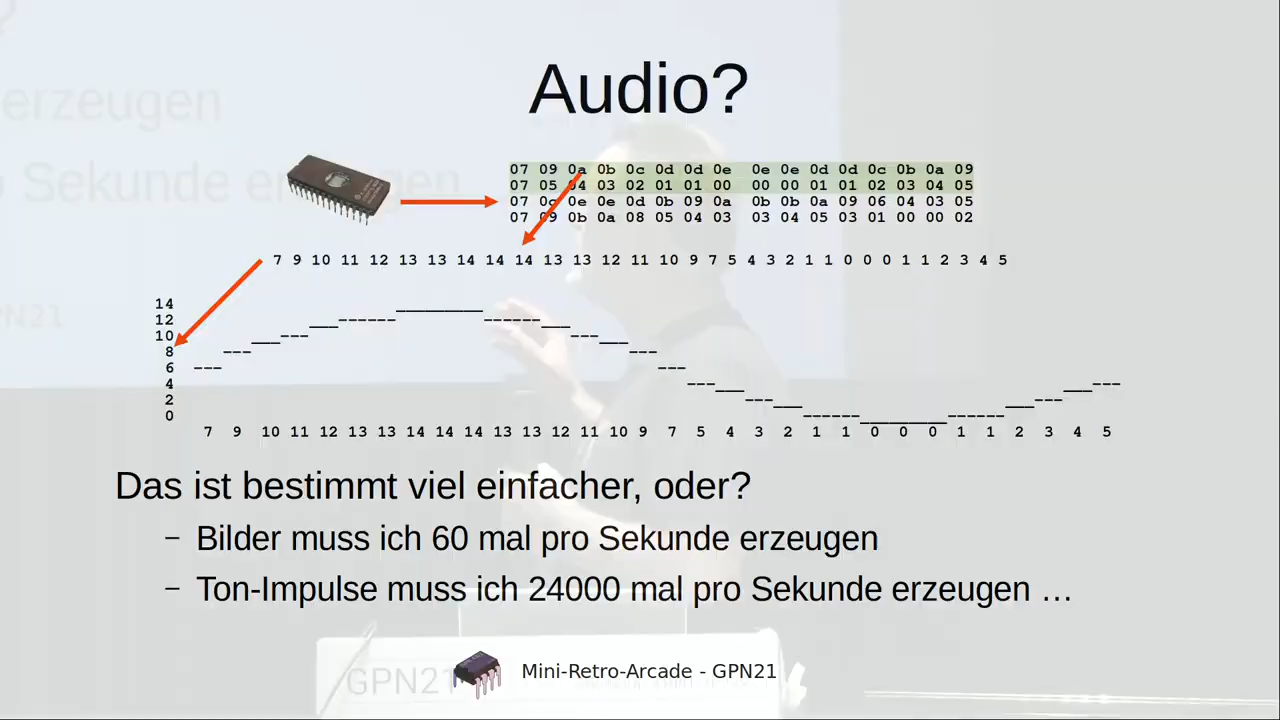 Audio?
erzeugen
Sekunde erzeugen
07 09 0a 0b 0c 0d 0d 0e 0e 0e 0d 0d 0c 0b 0a 09
07 05 04 03 02 01 01 00 00 00 01 01 02 03 04 05
07 0c 0e 0e 0d 0b 09 0a 0b 0b 0a 09 06 04 03 05
07 09 0b 0a 08 05 04 03 03 04 05 03 01 00 00 02
7 9 10 11 12 13 13 14 14 14 13 13 12 11 10 9 7 5 4 3 2 1 1 0 0 0 1 1 2 3 4 5
14
12
10
8
6
4
2
0
7 9 10 11 12 13 13 14 14 14 13 13 12 11 10 9 7 5 4 3 2 1 1 0 0 0 1 1 2 3 4 5
Das ist bestimmt viel einfacher, oder?
– Bilder muss ich 60 mal pro Sekunde erzeugen
– Ton-Impulse muss ich 24000 mal pro Sekunde erzeugen …
GPN21
Mini-Retro-Arcade - GPN21